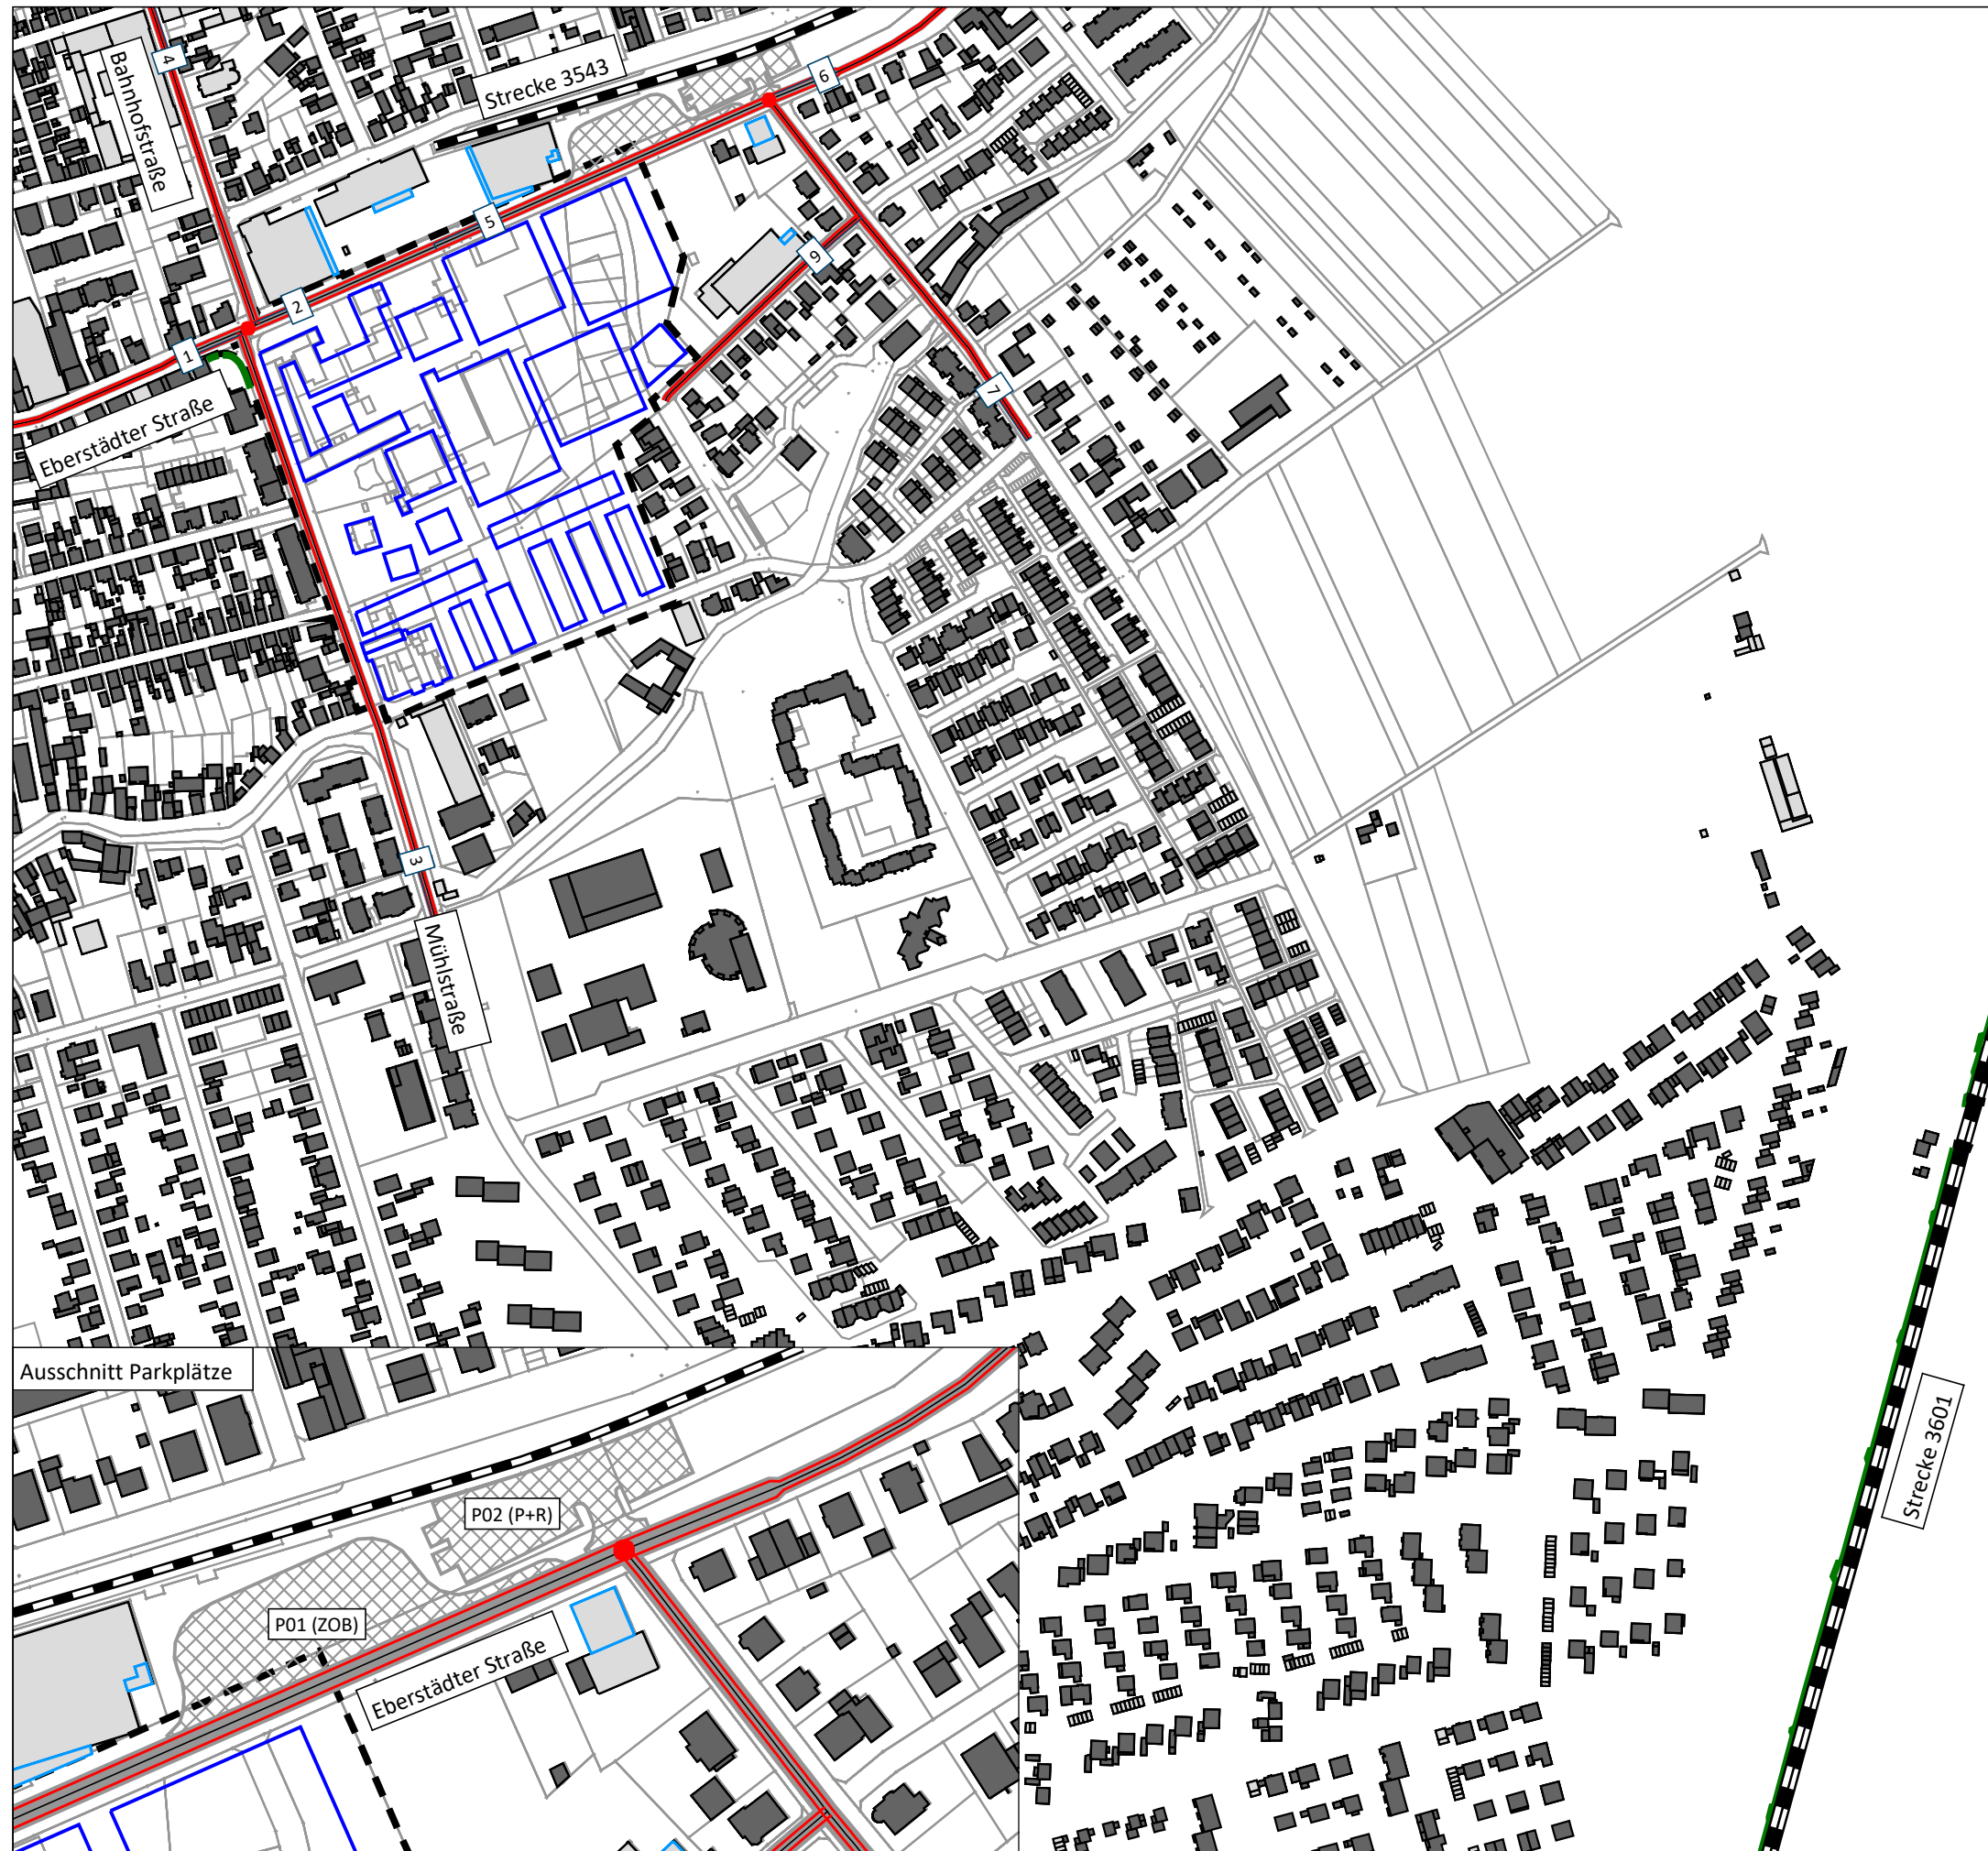 4
Bahnhofstraße
Strecke 3543
6
5
9
2
1
Eberstädter Straße
7
3
Mühlstraße
Ausschnitt Parkplätze
P02 (P+R)
P01 (ZOB)
Eberstädter Straße
Strecke 3601